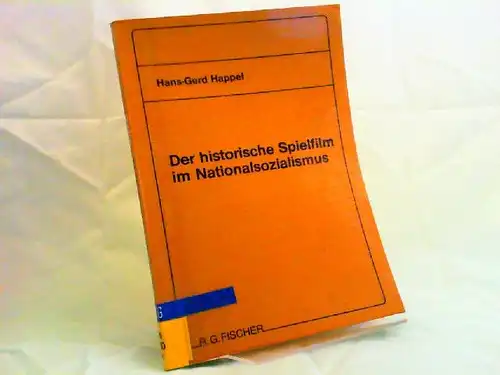 Hans-Gerd Happel
Der historische Spielfilm
im Nationalsozialismus
R. G. FISCHER